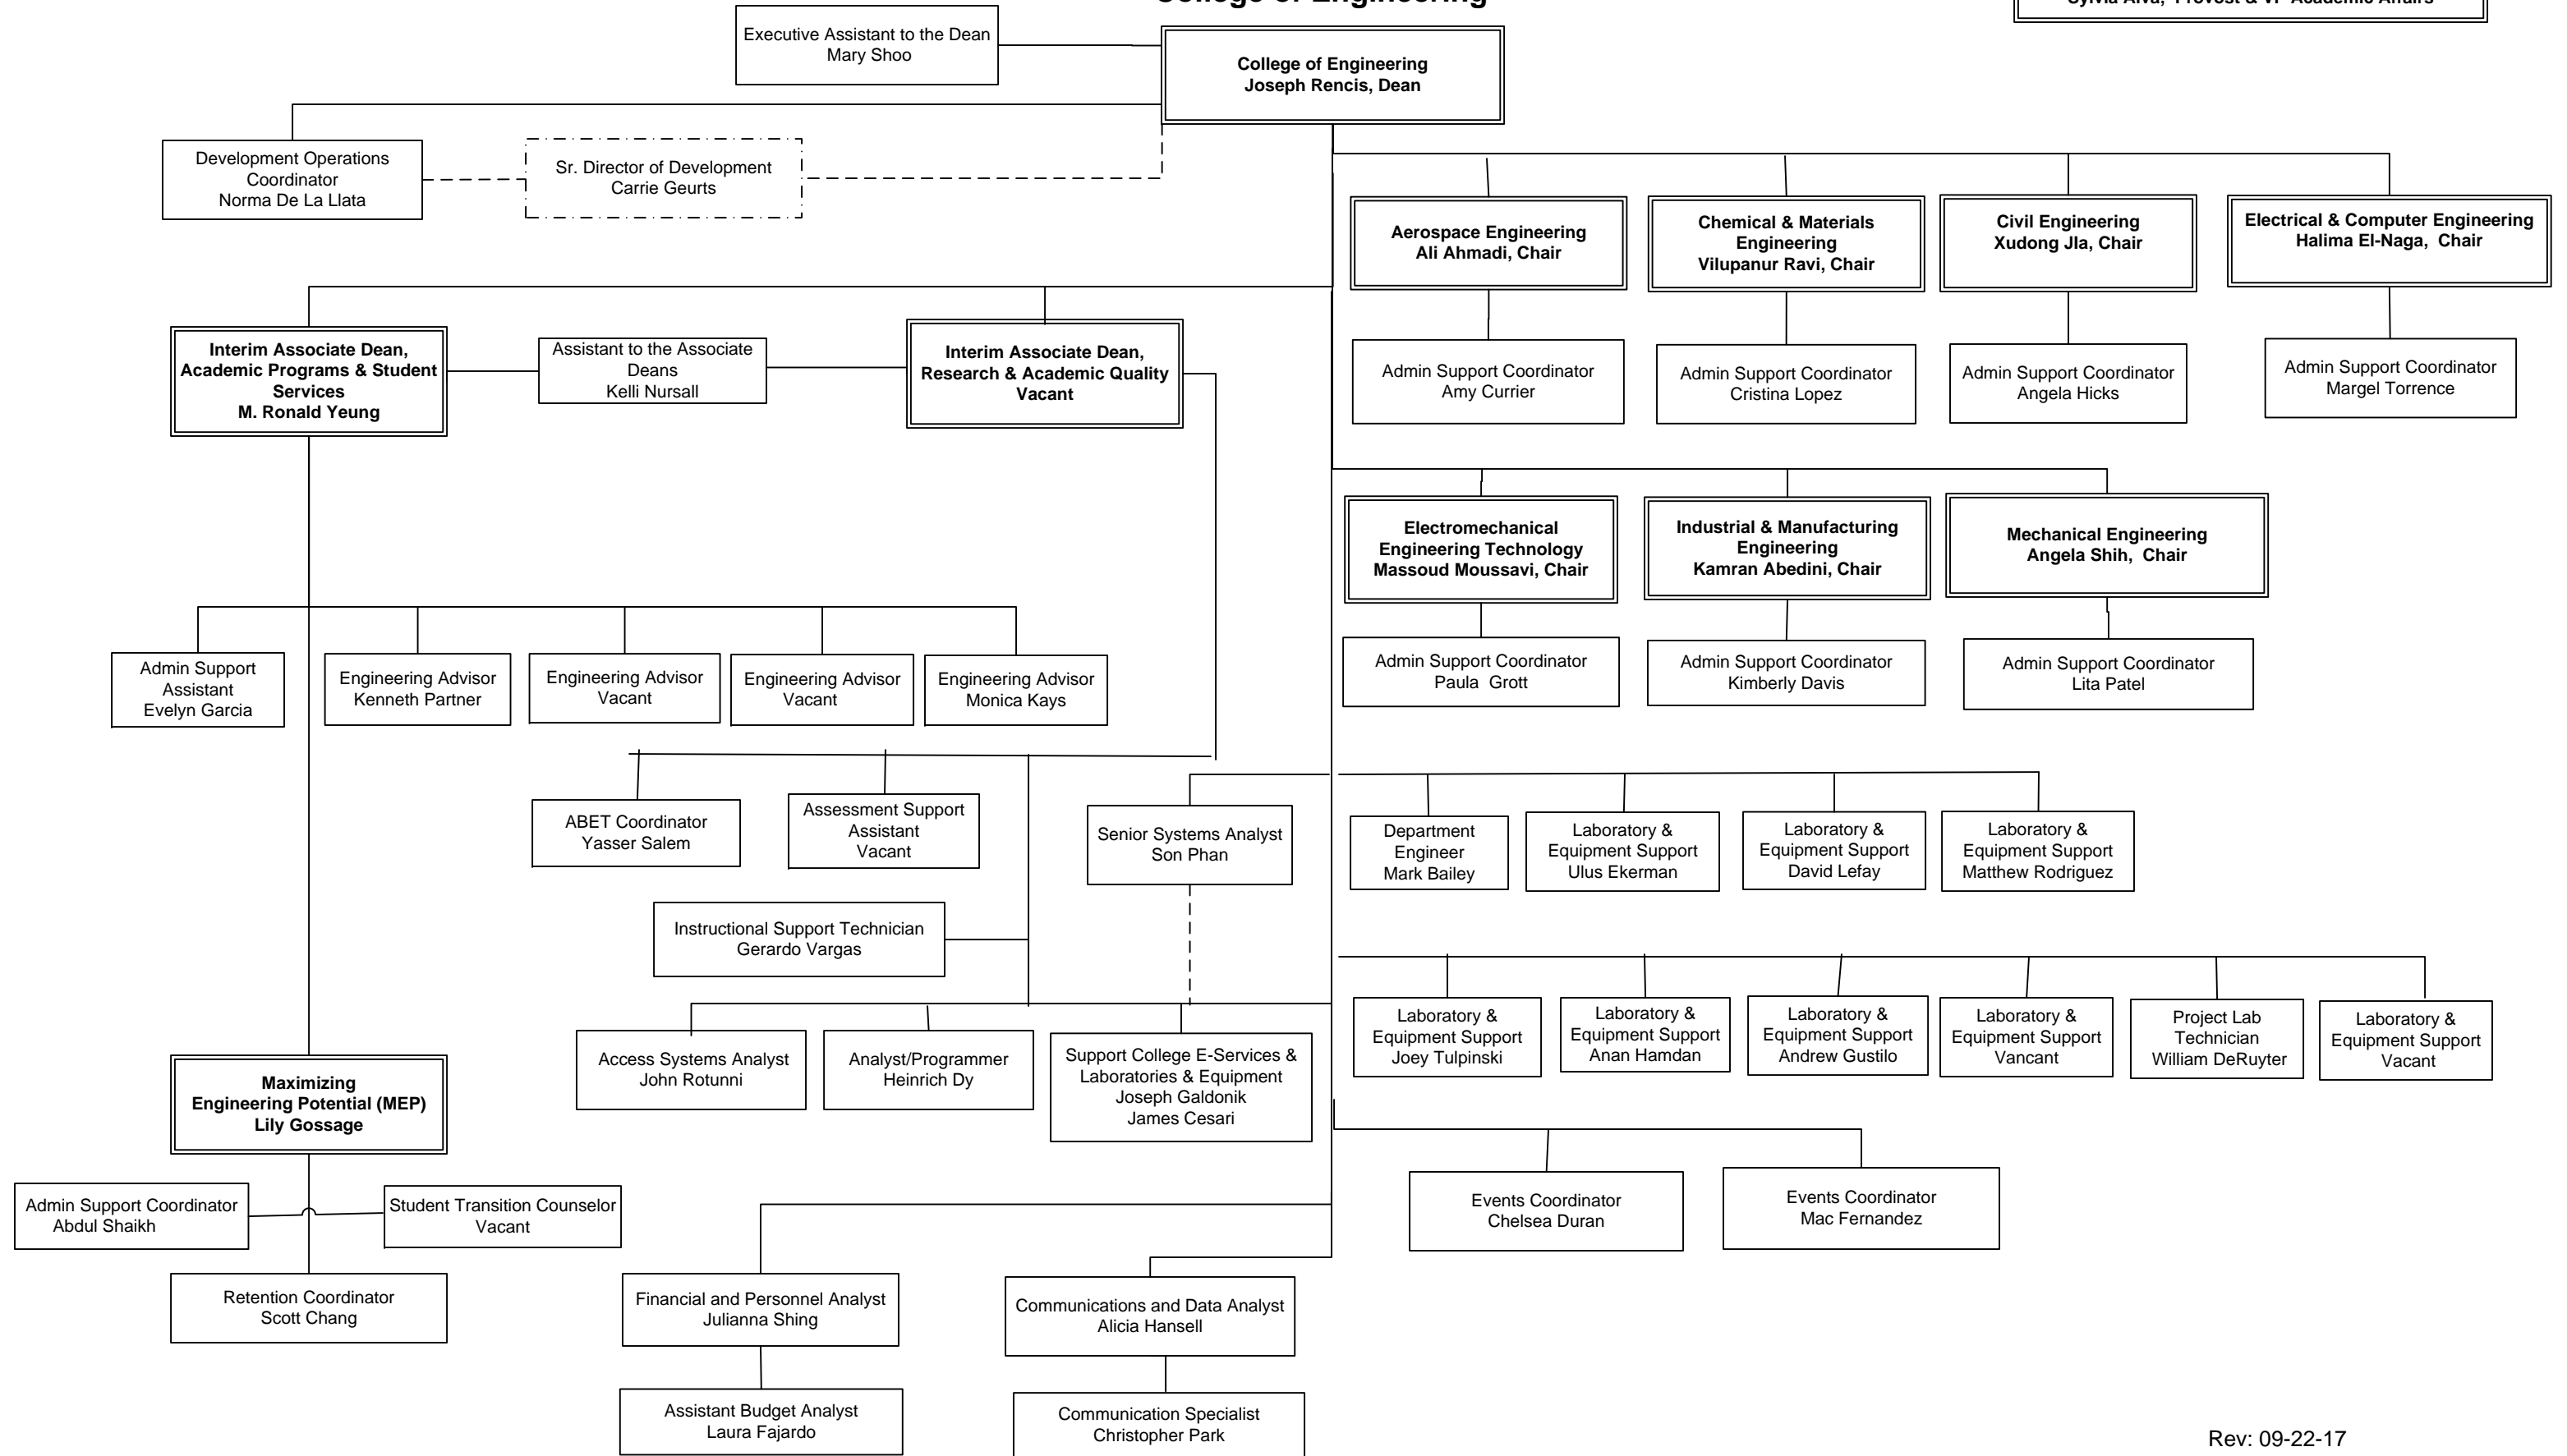 College of Engineering
Sylvia Alva, Provost & VP Academic Affairs
Executive Assistant to the Dean
Mary Shoo
College of Engineering
Joseph Rencis, Dean
Development Operations
Coordinator
Norma De La Llata
Sr. Director of Development
Carrie Geurts
Aerospace Engineering
Ali Ahmadi, Chair
Chemical & Materials
Engineering
Vilupanur Ravi, Chair
Civil Engineering
Xudong JIa, Chair
Electrical & Computer Engineering
Halima El-Naga,  Chair
Interim Associate Dean,
Academic Programs & Student
Services
M. Ronald Yeung
Assistant to the Associate
Deans
Kelli Nursall
Interim Associate Dean,
Research & Academic Quality
Vacant
Admin Support Coordinator
Amy Currier
Admin Support Coordinator
Cristina Lopez
Admin Support Coordinator
Angela Hicks
Admin Support Coordinator
Margel Torrence
Electromechanical
Engineering Technology
Massoud Moussavi, Chair
Industrial & Manufacturing
Engineering
Kamran Abedini, Chair
Mechanical Engineering
Angela Shih,  Chair
Admin Support
Assistant
Evelyn Garcia
Engineering Advisor
Kenneth Partner
Engineering Advisor
Vacant
Engineering Advisor
Vacant
Engineering Advisor
Monica Kays
Admin Support Coordinator
Paula  Grott
Admin Support Coordinator
Kimberly Davis
Admin Support Coordinator
Lita Patel
ABET Coordinator
Yasser Salem
Assessment Support
Assistant
Vacant
Senior Systems Analyst
Son Phan
Department
Engineer
Mark Bailey
Laboratory &
Equipment Support
Ulus Ekerman
Laboratory &
Equipment Support
David Lefay
Laboratory &
Equipment Support
Matthew Rodriguez
Instructional Support Technician
Gerardo Vargas
Access Systems Analyst
John Rotunni
Analyst/Programmer
Heinrich Dy
Support College E-Services &
Laboratories & Equipment
Joseph Galdonik
James Cesari
Laboratory &
Equipment Support
Joey Tulpinski
Laboratory &
Equipment Support
Anan Hamdan
Laboratory &
Equipment Support
Andrew Gustilo
Laboratory &
Equipment Support
Vancant
Project Lab
Technician
William DeRuyter
Laboratory &
Equipment Support
Vacant
Maximizing
Engineering Potential (MEP)
Lily Gossage
Admin Support Coordinator
Abdul Shaikh
Student Transition Counselor
Vacant
Events Coordinator
Chelsea Duran
Events Coordinator
Mac Fernandez
Retention Coordinator
Scott Chang
Financial and Personnel Analyst
Julianna Shing
Communications and Data Analyst
Alicia Hansell
Assistant Budget Analyst
Laura Fajardo
Communication Specialist
Christopher Park
Rev: 09-22-17